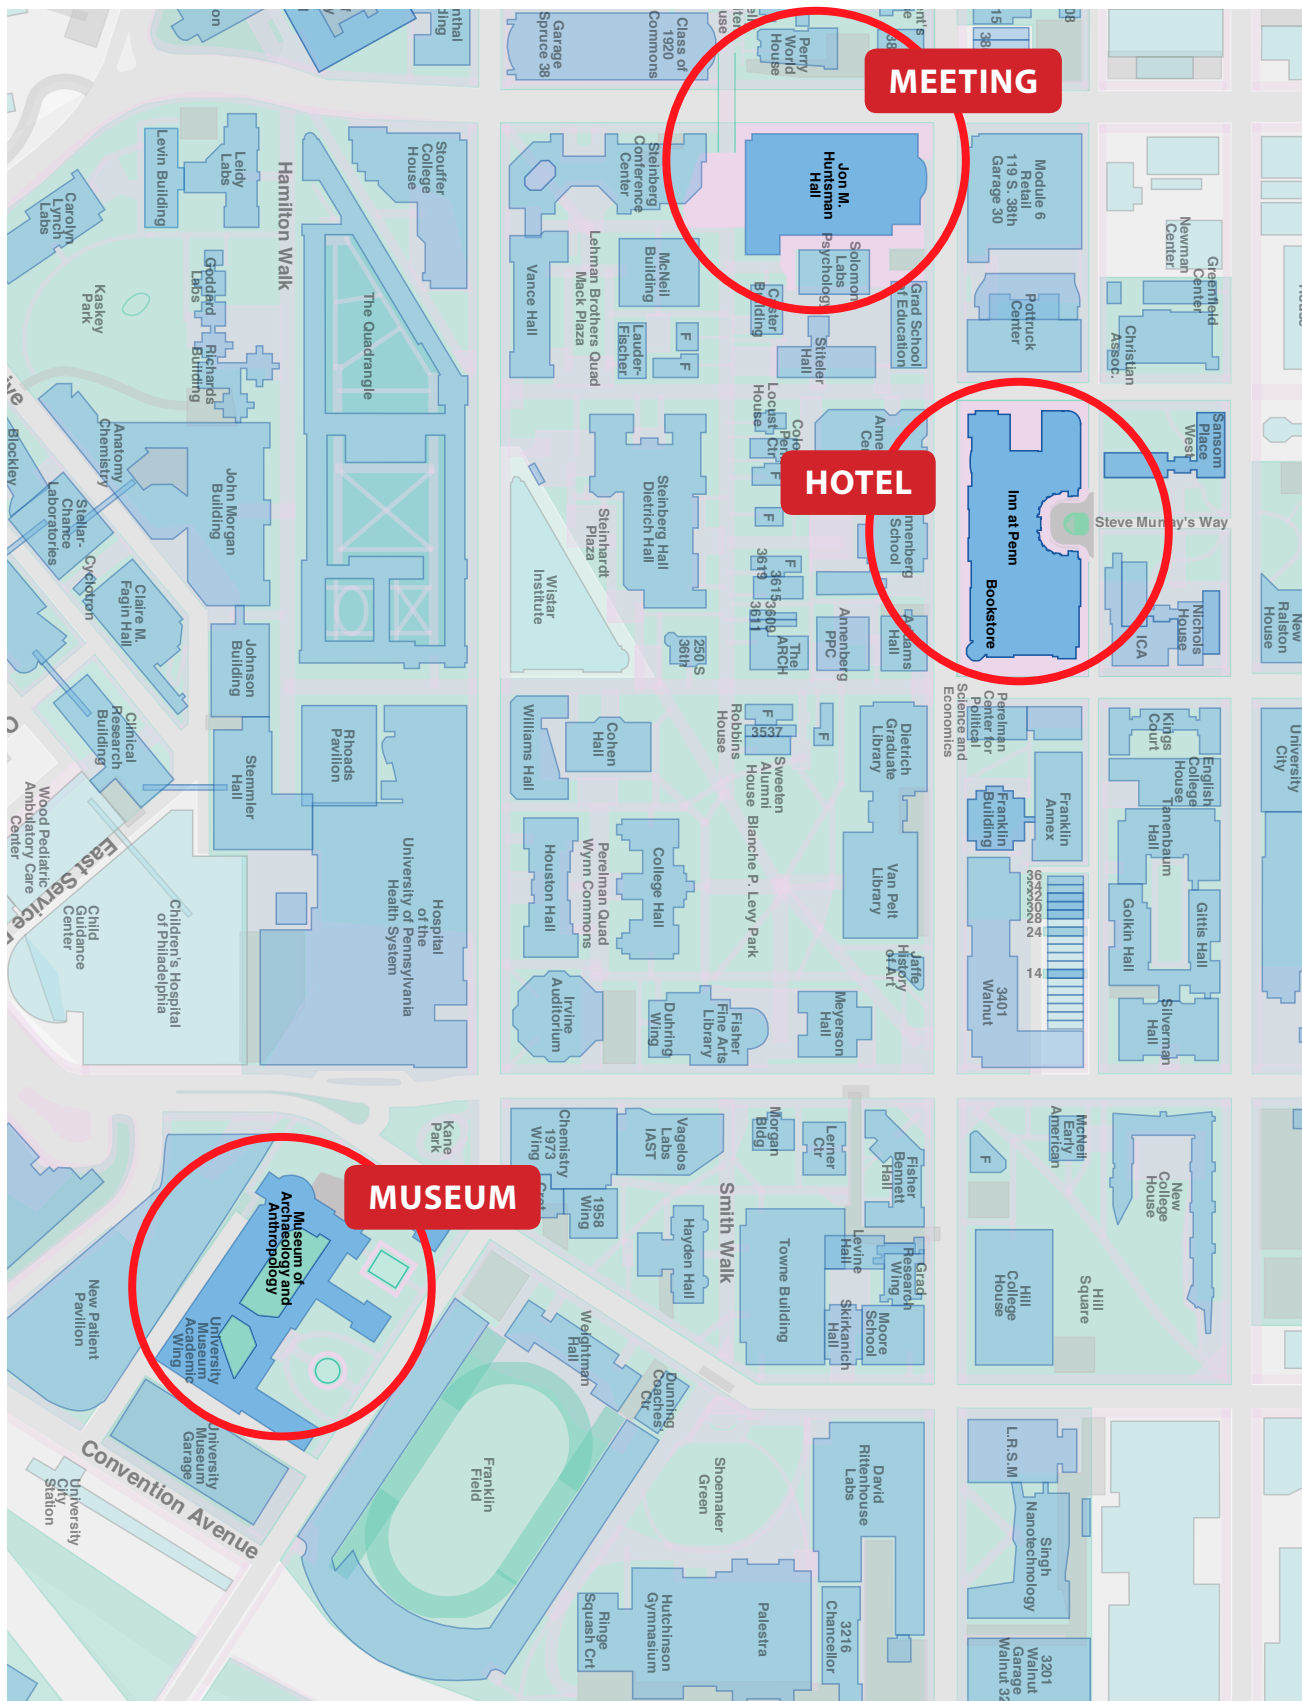 Garage
Spruce 38
Class of
1920
Commons
Perry
World
House
MEETING
Levin Building
Leidy
Labs
Hamilton Walk
Stouffer
College
House
Steinberg
Conference
Center
Jon M.
Huntsman
Hall
Module 6
Retail
119 S. 38th
Garage 30
Carolyn
Lynch
Labs
Newman
Center
Greenfield
Center
Christian
Assoc.
Kaskey
Park
Goddard
Labs
Richards
Building
The Quadrangle
Vance Hall
Lehman Brothers Quad
Mack Plaza
McNeil
Building
Lauder-
Fischer
F
F
Solomon
Labs
Psychology
Caster
Building
Stiteler
Hall
Grad School
of Education
Pottruck
Center
Blockley
Anatomy
Chemistry
John Morgan
Building
Stellar-
Chance
Laboratories
Cyclotron
Claire M.
Fagin Hall
Johnson
Building
Steinberg Hall
Dietrich Hall
Steinhardt
Plaza
Wistar
Institute
250 S
36th
Locust
House
F
F
F
3619
3615
3611
3609
The
ARCH
Annenberg
PPC
Addams
Hall
HOTEL
Inn at Penn
Bookstore
Sansom
Place
West
Steve Murray's Way
ICA
Nichols
House
New
Ralston
House
Clinical
Research
Building
Stemmler
Hall
Rhoads
Pavilion
Williams Hall
Cohen
Hall
Robbins
House
F
3537
F
Sweeten
Alumni
House
Dietrich
Graduate
Library
Perelman
Center for
Political
Science and
Economics
Kings
Court
English
College
House
University
City
Wood Pediatric
Ambulatory Care
Center
East Service
Child
Guidance
Center
Children's Hospital
of Philadelphia
Hospital
of the
University of Pennsylvania
Health System
Houston Hall
Perelman Quad
Wynn Commons
College Hall
Blanche P. Levy Park
Van Pelt
Library
Franklin
Building
Franklin
Annex
Tanenbaum
Hall
36
34
32
30
28
24
14
Golkin Hall
Gittis Hall
Silverman
Hall
3401
Walnut
Jaffe
History
of Art
Irvine
Auditorium
Duhring
Wing
Fisher
Fine Arts
Library
Meyerson
Hall
Kane
Park
Chemistry
1973
Wing
1958
Wing
Vagelos
Labs
IAST
Morgan
Bldg
Lerner
Ctr
Fisher
Bennett
Hall
F
McNeil
Early
American
New
College
House
MUSEUM
Museum of
Archaeology and
Anthropology
University
Museum
Academic
Wing
New Patient
Pavilion
Hayden Hall
Smith Walk
Towne Building
Levine
Hall
Grad
Research
Wing
Skirkanich
Hall
Moore
School
Hill
College
House
Hill
Square
University
Museum
Garage
Convention Avenue
University
City
Station
Weightman
Hall
Dunning
Coaches'
Ctr
Franklin
Field
Shoemaker
Green
David
Rittenhouse
Labs
L.R.S.M
Singh
Nanotechnology
Ringe
Squash Crt
Hutchinson
Gymnasium
Palestra
3216
Chancellor
3201
Walnut
Garage
Walnut 32